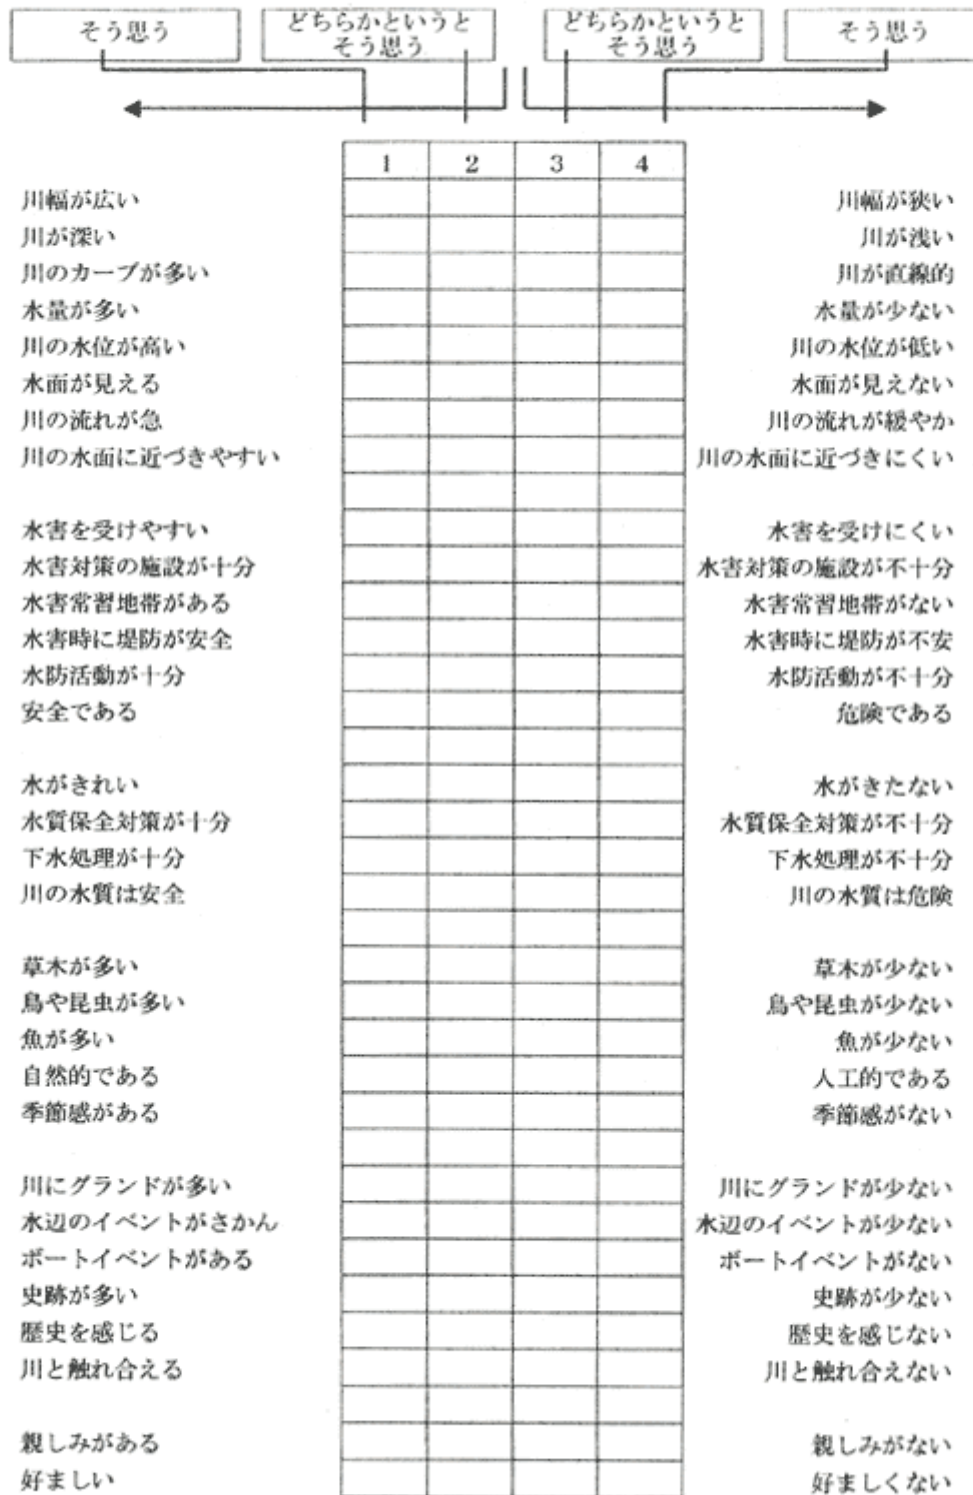 そう思う
どちらかというと
そう思う
どちらかというと
そう思う
そう思う
1 2 3 4
川幅が広い 川幅が狭い
川が深い 川が浅い
川のカーブが多い 川が直線的
水量が多い 水量が少ない
川の水位が高い 川の水位が低い
水面が見える 水面が見えない
川の流れが急 川の流れが緩やか
川の水面に近づきやすい 川の水面に近づきにくい
水害を受けやすい 水害を受けにくい
水害対策の施設が十分 水害対策の施設が不十分
水害常習地帯がある 水害常習地帯がない
水害時に堤防が安全 水害時に堤防が不安
水防活動が十分 水防活動が不十分
安全である 危険である
水がきれい 水がきたない
水質保全対策が十分 水質保全対策が不十分
下水処理が十分 下水処理が不十分
川の水質は安全 川の水質は危険
草木が多い 草木が少ない
鳥や昆虫が多い 鳥や昆虫が少ない
魚が多い 魚が少ない
自然的である 人工的である
季節感がある 季節感がない
川にグランドが多い 川にグランドが少ない
水辺のイベントがさかん 水辺のイベントが少ない
ボートイベントがある ボートイベントがない
史跡が多い 史跡が少ない
歴史を感じる 歴史を感じない
川と触れ合える 川と触れ合えない
親しみがある 親しみがない
好ましい 好ましくない